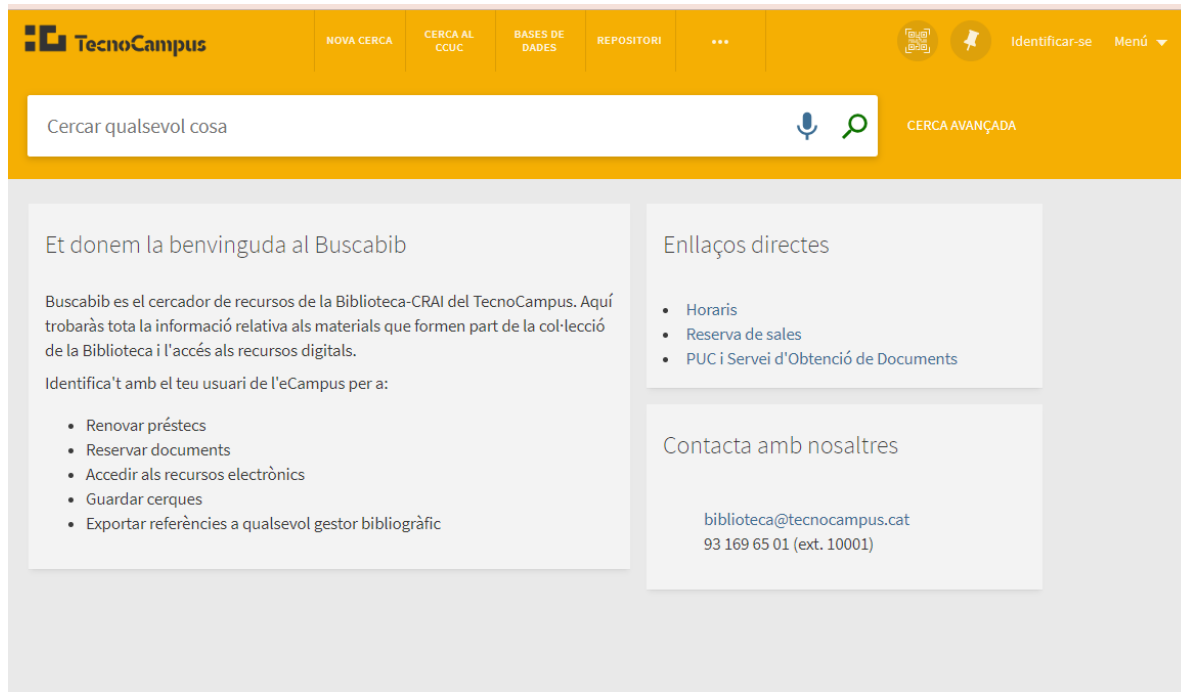 TecnoCampus
NOVA CERCA
CERCA AL
CCUC
BASES DE
DADES
REPOSITORI
Identificar-se
Menú
Cercar qualsevol cosa
CERCA AVANÇADA
Et donem la benvinguda al Buscabib
Buscabib es el cercador de recursos de la Biblioteca-CRAI del TecnoCampus. Aquí
trobaràs tota la informació relativa als materials que formen part de la col·lecció
de la Biblioteca i l'accés als recursos digitals.
Identifica't amb el teu usuari de l'eCampus per a:
• Renovar préstecs
• Reservar documents
• Accedir als recursos electrònics
• Guardar cerques
• Exportar referències a qualsevol gestor bibliogràfic
Enllaços directes
• Horaris
• Reserva de sales
• PUC i Servei d'Obtenció de Documents
Contacta amb nosaltres
biblioteca@tecnocampus.cat
93 169 65 01 (ext. 10001)